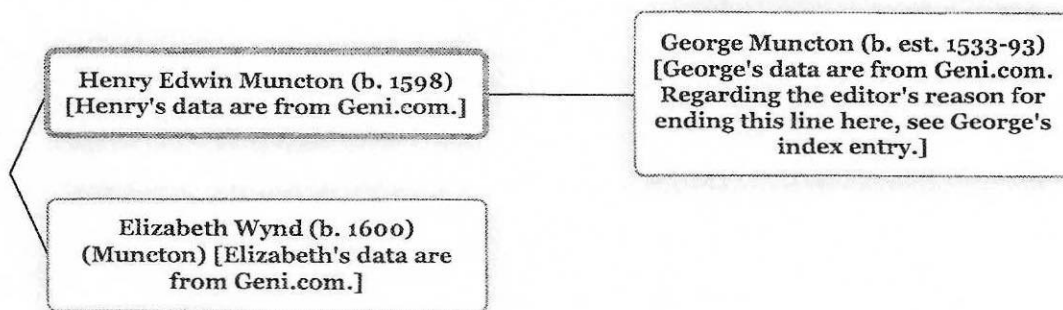 Henry Edwin Muncton (b. 1598)
[Henry's data are from Geni.com.]
George Muncton (b. est. 1533-93)
[George's data are from Geni.com.
Regarding the editor's reason for
ending this line here, see George's
index entry.]
Elizabeth Wynd (b. 1600)
(Muncton) [Elizabeth's data are
from Geni.com.]